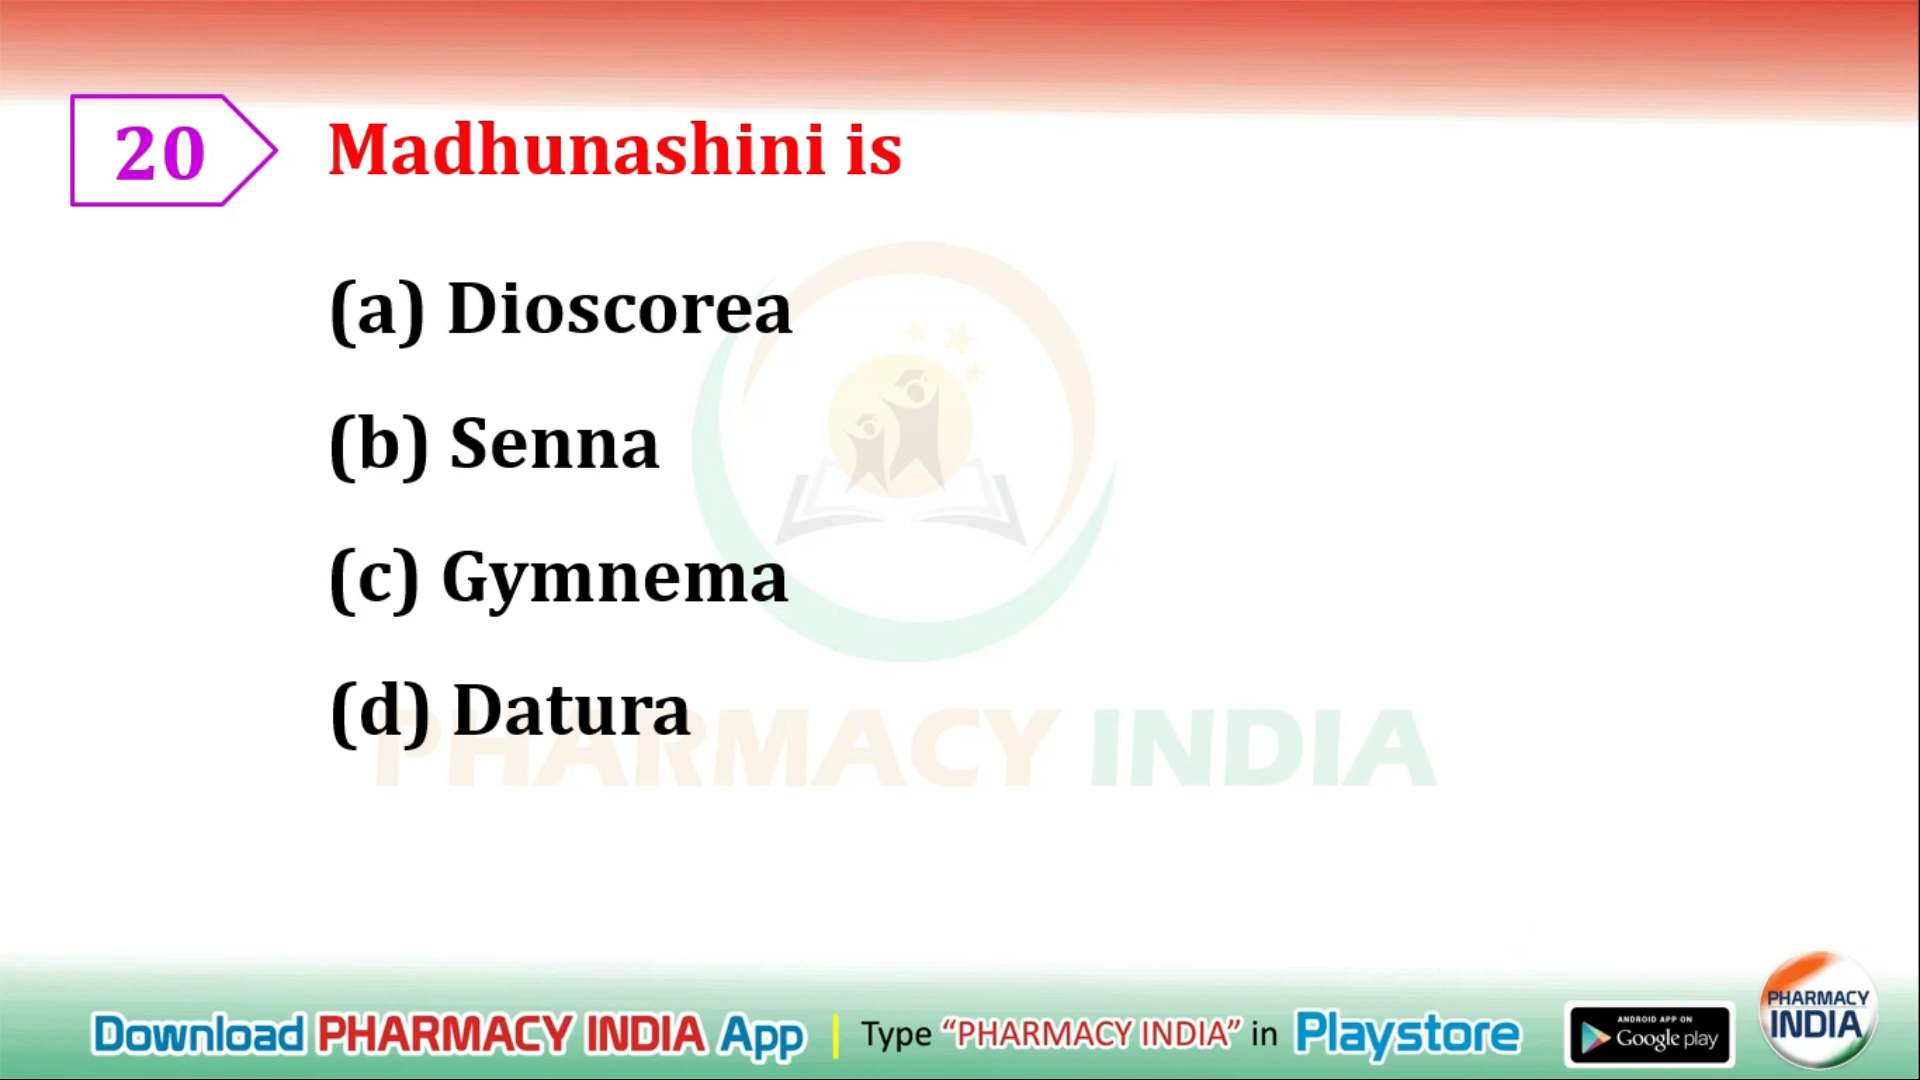 20
Madhunashini is
(a) Dioscorea
(b) Senna
(c) Gymnema
(d) Datura
PHARMACY INDIA
Download PHARMACY INDIA App | Type “PHARMACY INDIA” in Playstore
ANDROID APP ON
Google play
PHARMACY
INDIA